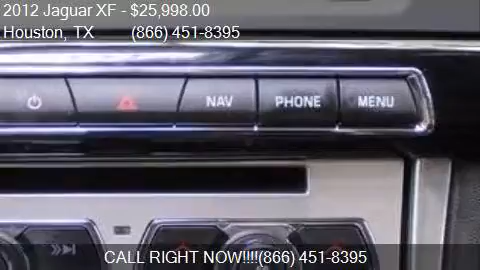 2012 Jaguar XF - $25,998.00
Houston, TX (866) 451-8395
NAV PHONE MENU
CALL RIGHT NOW!!!!(866) 451-8395